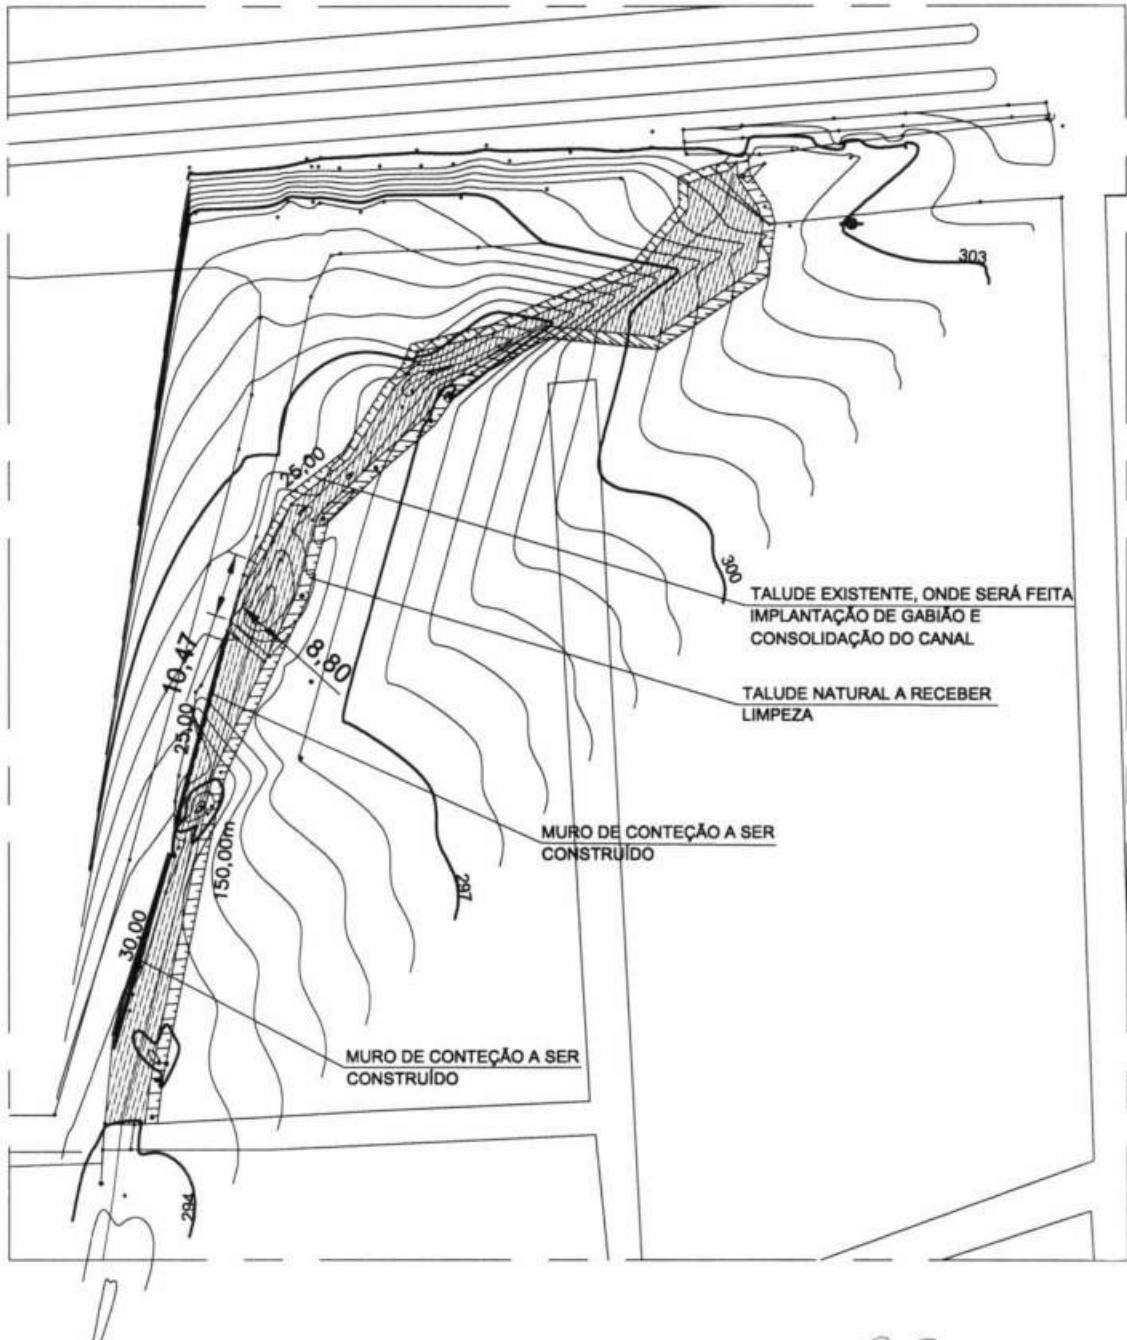 303
26,00
300
TALUDE EXISTENTE, ONDE SERÁ FEITA
IMPLANTAÇÃO DE GABIÃO E
CONSOLIDAÇÃO DO CANAL
10,47
8,80
TALUDE NATURAL A RECEBER
LIMPEZA
25,00
MURO DE CONTEÇÃO A SER
CONSTRUÍDO
150,00m
297
30,00
MURO DE CONTEÇÃO A SER
CONSTRUÍDO
294